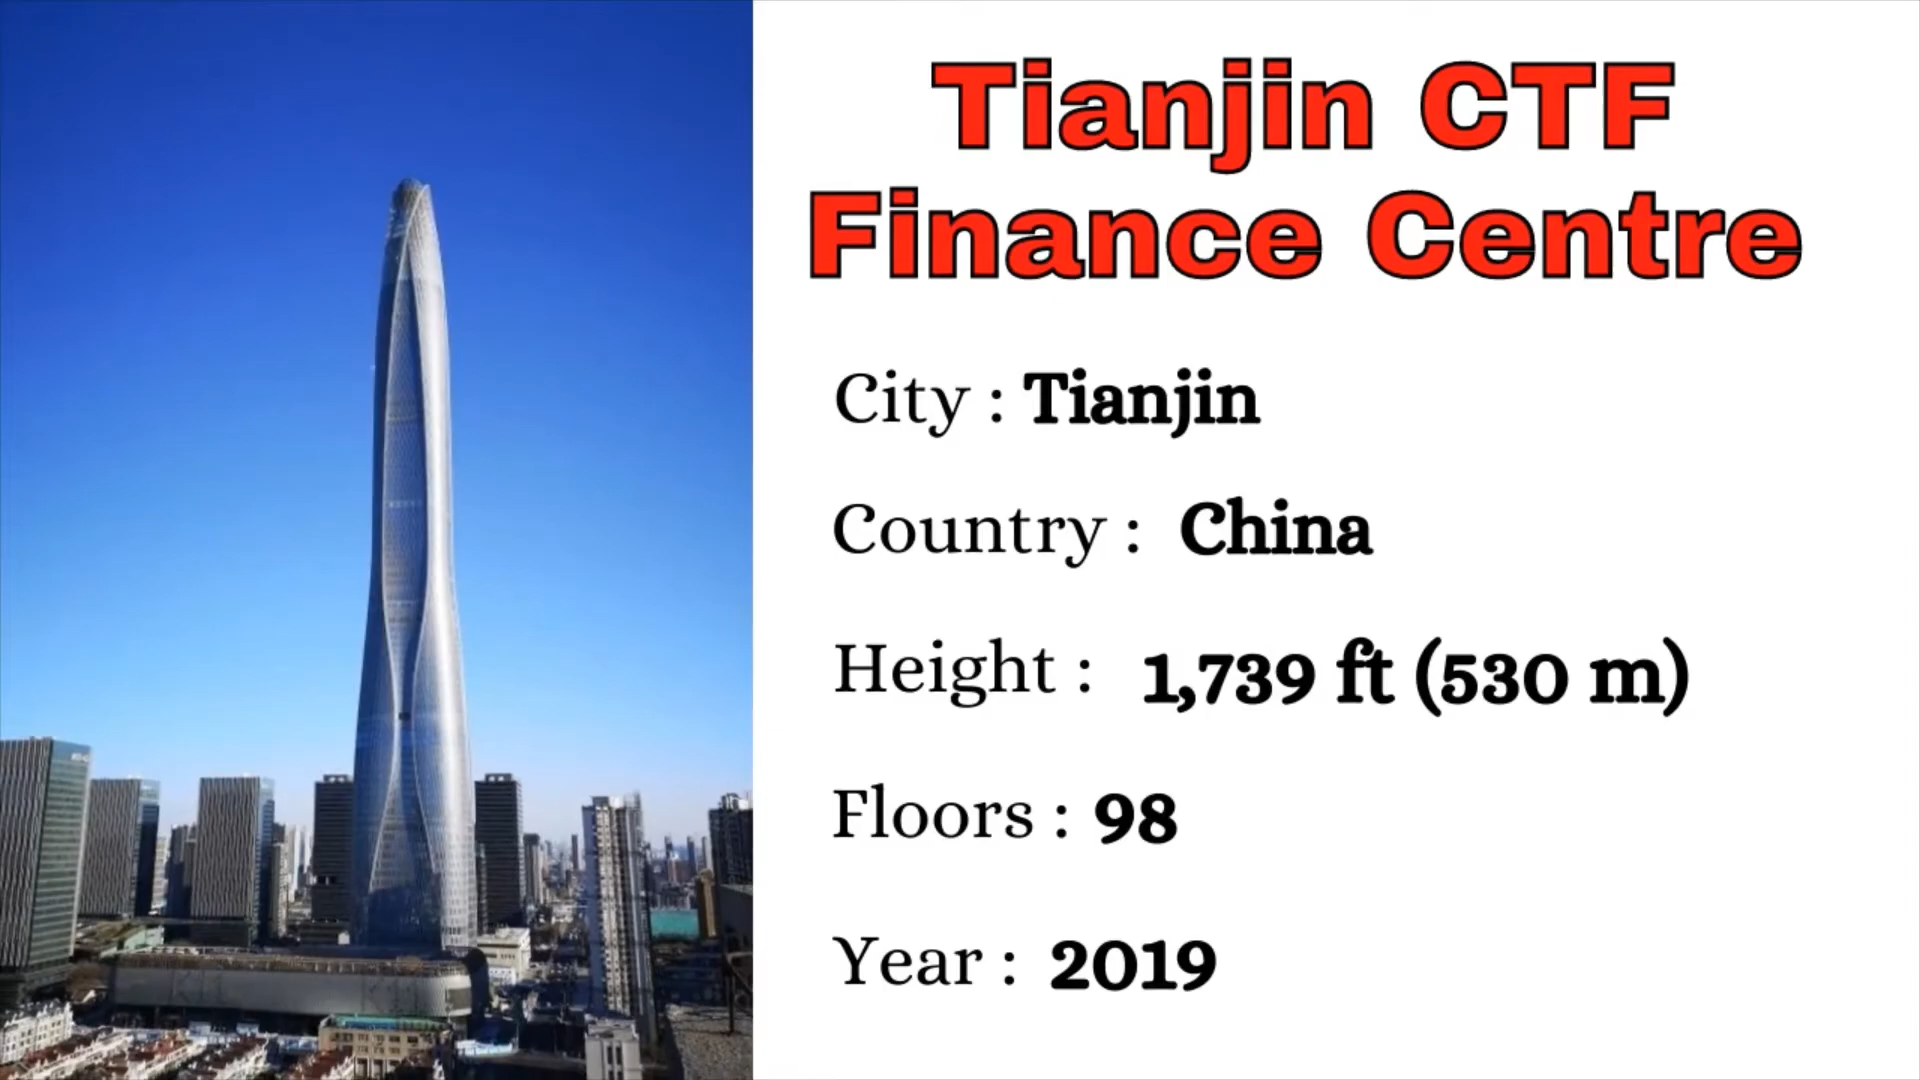 Tianjin CTF
Finance Centre
City : Tianjin
Country : China
Height : 1,739 ft (530 m)
Floors : 98
Year : 2019